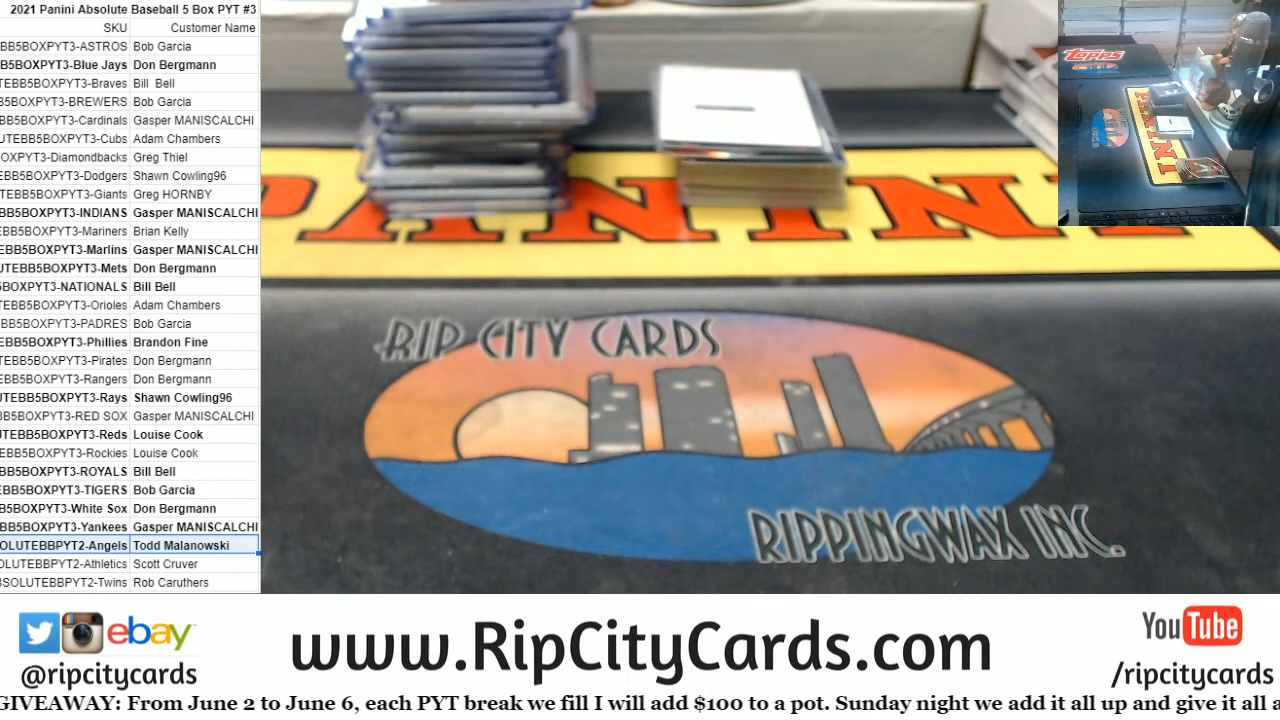 2021 Panini Absolute Baseball 5 Box PYT #3
SKU Customer Name
BB5BOXPYT3-ASTROS Bob Garcia
B5BOXPYT3-Blue Jays Don Bergmann
TEBB5BOXPYT3-Braves Bill Bell
B5BOXPYT3-BREWERS Bob Garcia
BB5BOXPYT3-Cardinals Gasper MANISCALCHI
UTEBB5BOXPYT3-Cubs Adam Chambers
OXPYT3-Diamondbacks Greg Thiel
EBB5BOXPYT3-Dodgers Shawn Cowling96
TEBB5BOXPYT3-Giants Greg HORNBY
BB5BOXPYT3-INDIANS Gasper MANISCALCHI
EBB5BOXPYT3-Mariners Brian Kelly
EBB5BOXPYT3-Marlins Gasper MANISCALCHI
UTEBB5BOXPYT3-Mets Don Bergmann
5BOXPYT3-NATIONALS Bill Bell
TEBB5BOXPYT3-Orioles Adam Chambers
BB5BOXPYT3-PADRES Bob Garcia
EBB5BOXPYT3-Phillies Brandon Fine
TEBB5BOXPYT3-Pirates Don Bergmann
EBB5BOXPYT3-Rangers Don Bergmann
UTEBB5BOXPYT3-Rays Shawn Cowling96
BB5BOXPYT3-RED SOX Gasper MANISCALCHI
UTEBB5BOXPYT3-Reds Louise Cook
EBB5BOXPYT3-Rockies Louise Cook
EBB5BOXPYT3-ROYALS Bill Bell
EBB5BOXPYT3-TIGERS Bob Garcia
BB5BOXPYT3-White Sox Don Bergmann
BB5BOXPYT3-Yankees Gasper MANISCALCHI
OLUTEBBPYT2-Angels Todd Malanowski
OLUTEBBPYT2-Athletics Scott Cruver
BSOLUTEBBPYT2-Twins Rob Caruthers
Topps
PANINI
PANINI
RIP CITY CARDS
RIPPINGWAX INC.
ebay
@ripcitycards
www.RipCityCards.com
YouTube
/ripcitycards
GIVEAWAY: From June 2 to June 6, each PYT break we fill I will add $100 to a pot. Sunday night we add it all up and give it all a